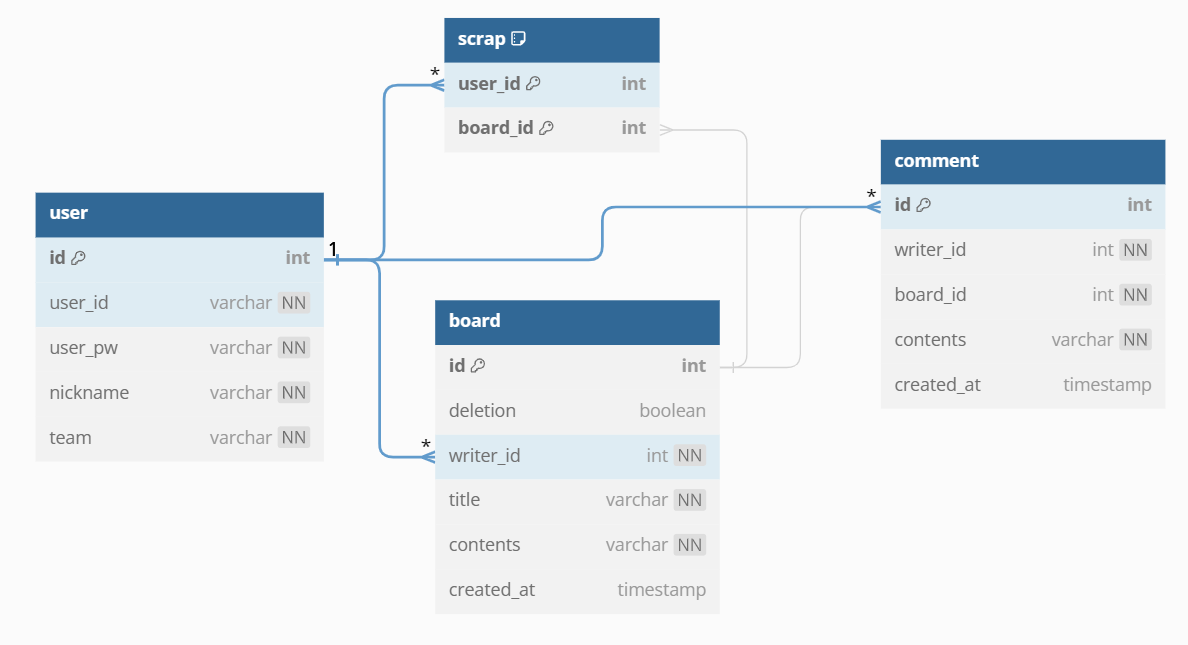 scrap
user_id int
board_id int
*
comment
id int
writer_id int NN
board_id int NN
contents varchar NN
created_at timestamp
*
user
id int
user_id varchar NN
user_pw varchar NN
nickname varchar NN
team varchar NN
1
board
id int
deletion boolean
writer_id int NN
title varchar NN
contents varchar NN
created_at timestamp
*